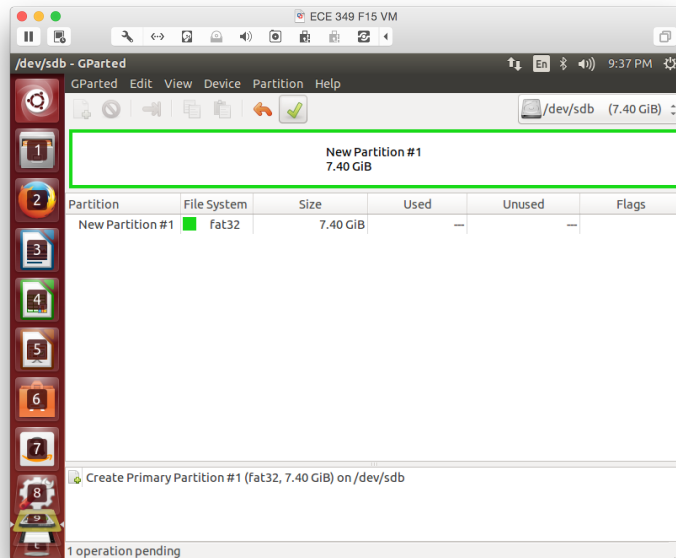 ECE 349 F15 VM
/dev/sdb - GParted
En
9:37 PM
GParted Edit View Device Partition Help
/dev/sdb (7.40 GiB)
New Partition #1
7.40 GiB
Partition File System Size Used Unused Flags
New Partition #1 fat32 7.40 GiB --- ---
1
2
3
4
5
6
7
8
9
Create Primary Partition #1 (fat32, 7.40 GiB) on /dev/sdb
1 operation pending